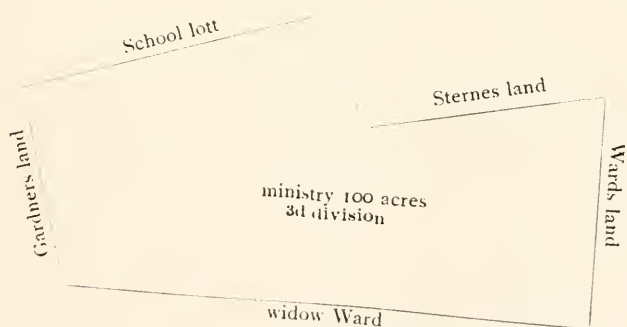 School lott
Sternes land
Gardners land
Wards land
ministry 100 acres
3d division
widow Ward